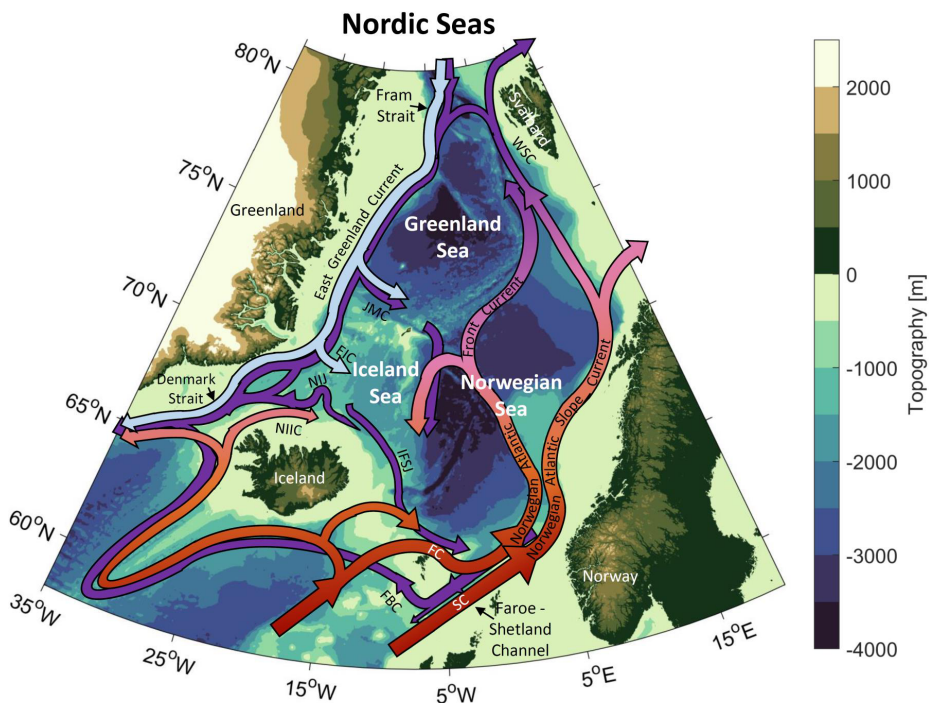 Nordic Seas
80°N
75°N
70°N
65°N
60°N
35°W
25°W
15°W
5°W
5°E
15°E
Fram
Strait
Svalbard
WSC
Greenland
East Greenland Current
Greenland
Sea
JMC
Front Current
EIC
Iceland
Sea
Norwegian
Sea
Denmark
Strait
NIJ
NIIC
IFSJ
Iceland
Norwegian Atlantic
Norwegian Atlantic Slope Current
FC
FBC
SC
Faroe -
Shetland
Channel
Norway
2000
1000
0
-1000
-2000
-3000
-4000
Topography [m]